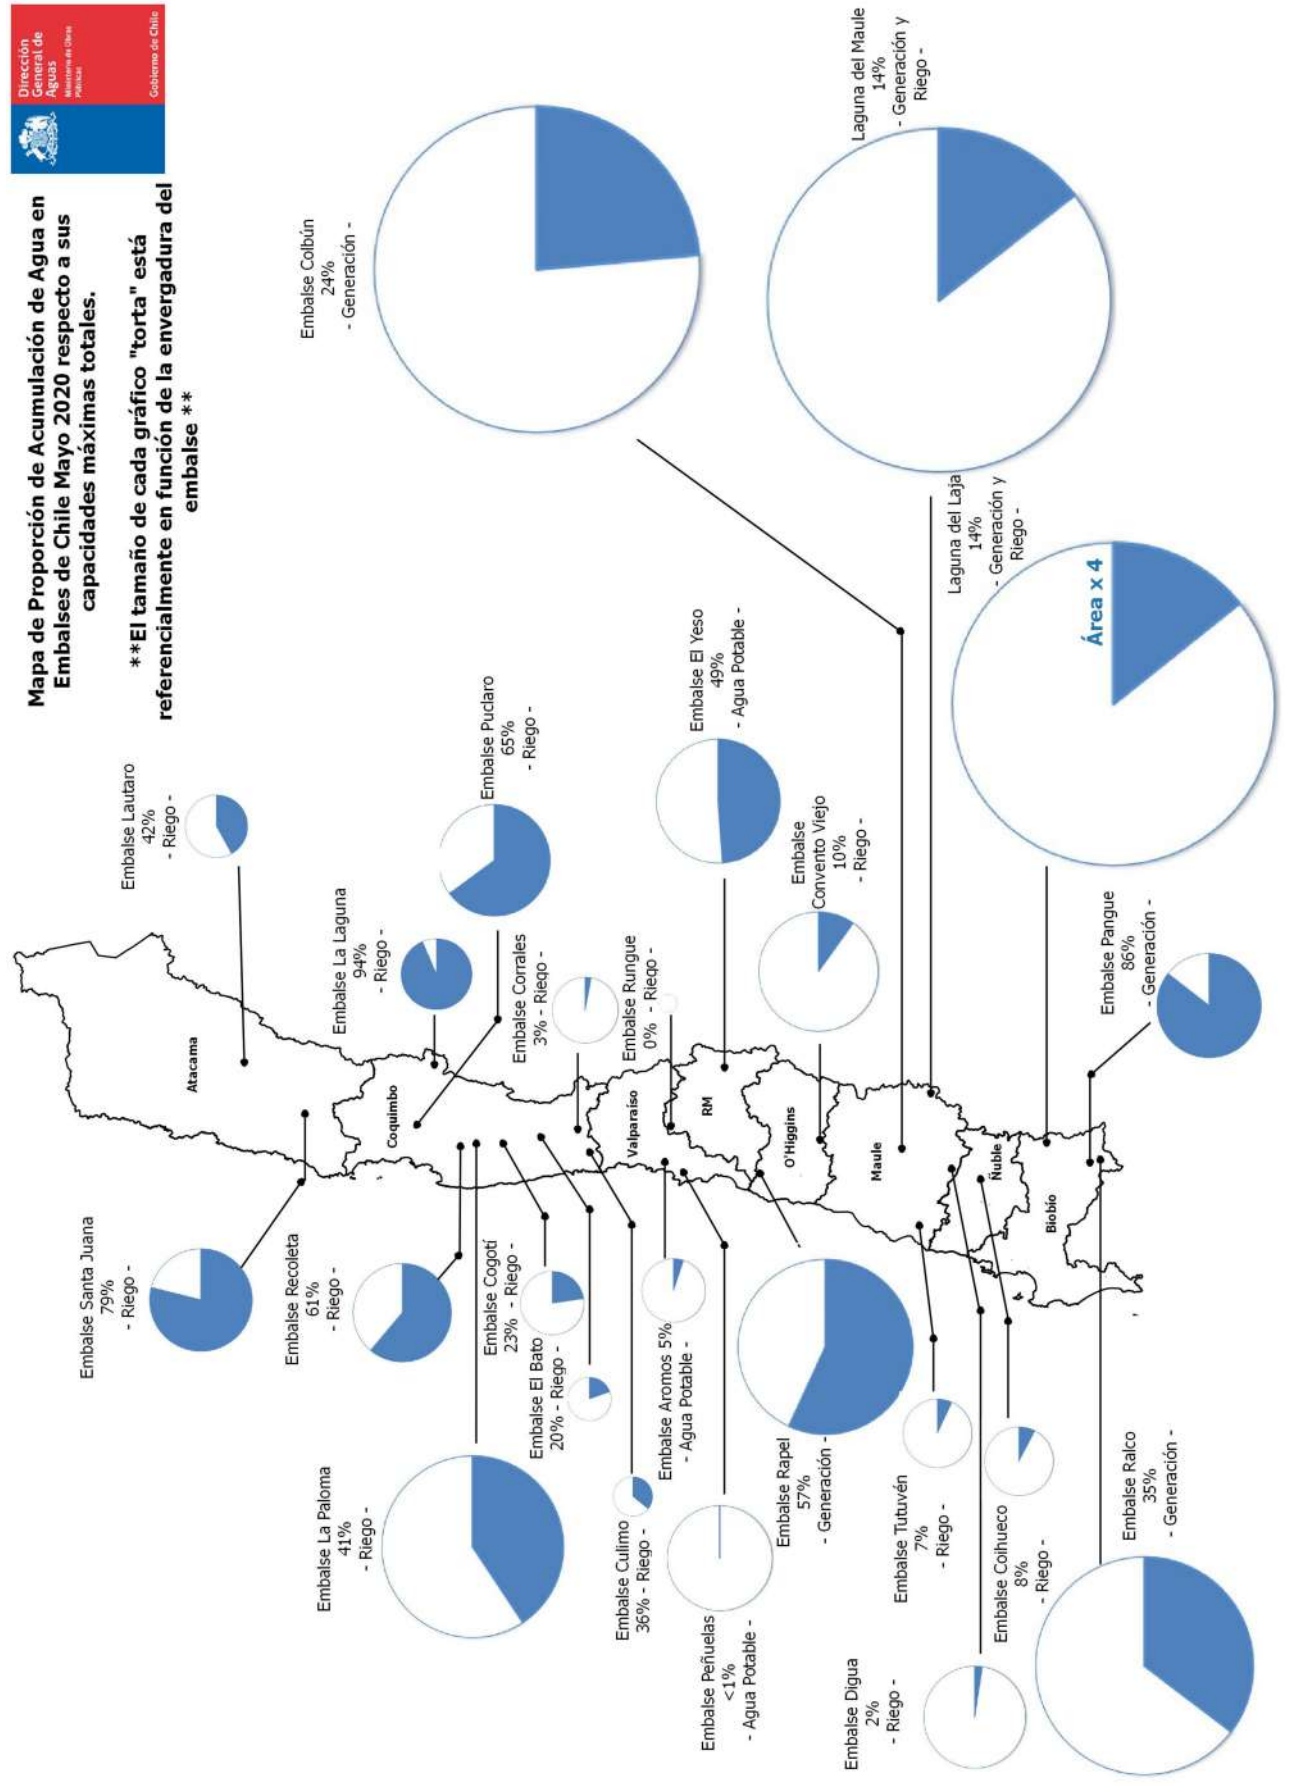 Dirección
General de
Aguas
Ministerio de Obras
Públicas
Gobierno de Chile
Mapa de Proporción de Acumulación de Agua en
Embalses de Chile Mayo 2020 respecto a sus
capacidades máximas totales.
**El tamaño de cada gráfico "torta" está
referencialmente en función de la envergadura del
embalse **
Embalse Lautaro
42%
- Riego -
Embalse Santa Juana
79%
- Riego -
Embalse La Laguna
94%
- Riego -
Embalse Puclaro
65%
- Riego -
Embalse Recoleta
61%
- Riego -
Embalse La Paloma
41%
- Riego -
Embalse Cogotí
23% - Riego -
Embalse El Bato
20% - Riego -
Embalse Corrales
3% - Riego -
Embalse Culimo
36% - Riego -
Embalse Rungue
0% - Riego -
Embalse Aromos 5%
- Agua Potable -
Embalse Peñuelas
<1%
- Agua Potable -
Embalse El Yeso
49%
- Agua Potable -
Embalse Rapel
57%
- Generación -
Embalse
Convento Viejo
10%
- Riego -
Embalse Colbún
24%
- Generación -
Laguna del Maule
14%
- Generación y
Riego -
Embalse Tutuvén
7%
- Riego -
Embalse Digua
2%
- Riego -
Embalse Coihueco
8%
- Riego -
Laguna del Laja
14%
- Generación y
Riego -
Área x 4
Embalse Pangue
86%
- Generación -
Embalse Ralco
35%
- Generación -
Atacama
Coquimbo
Valparaíso
RM
O'Higgins
Maule
Ñuble
Biobío